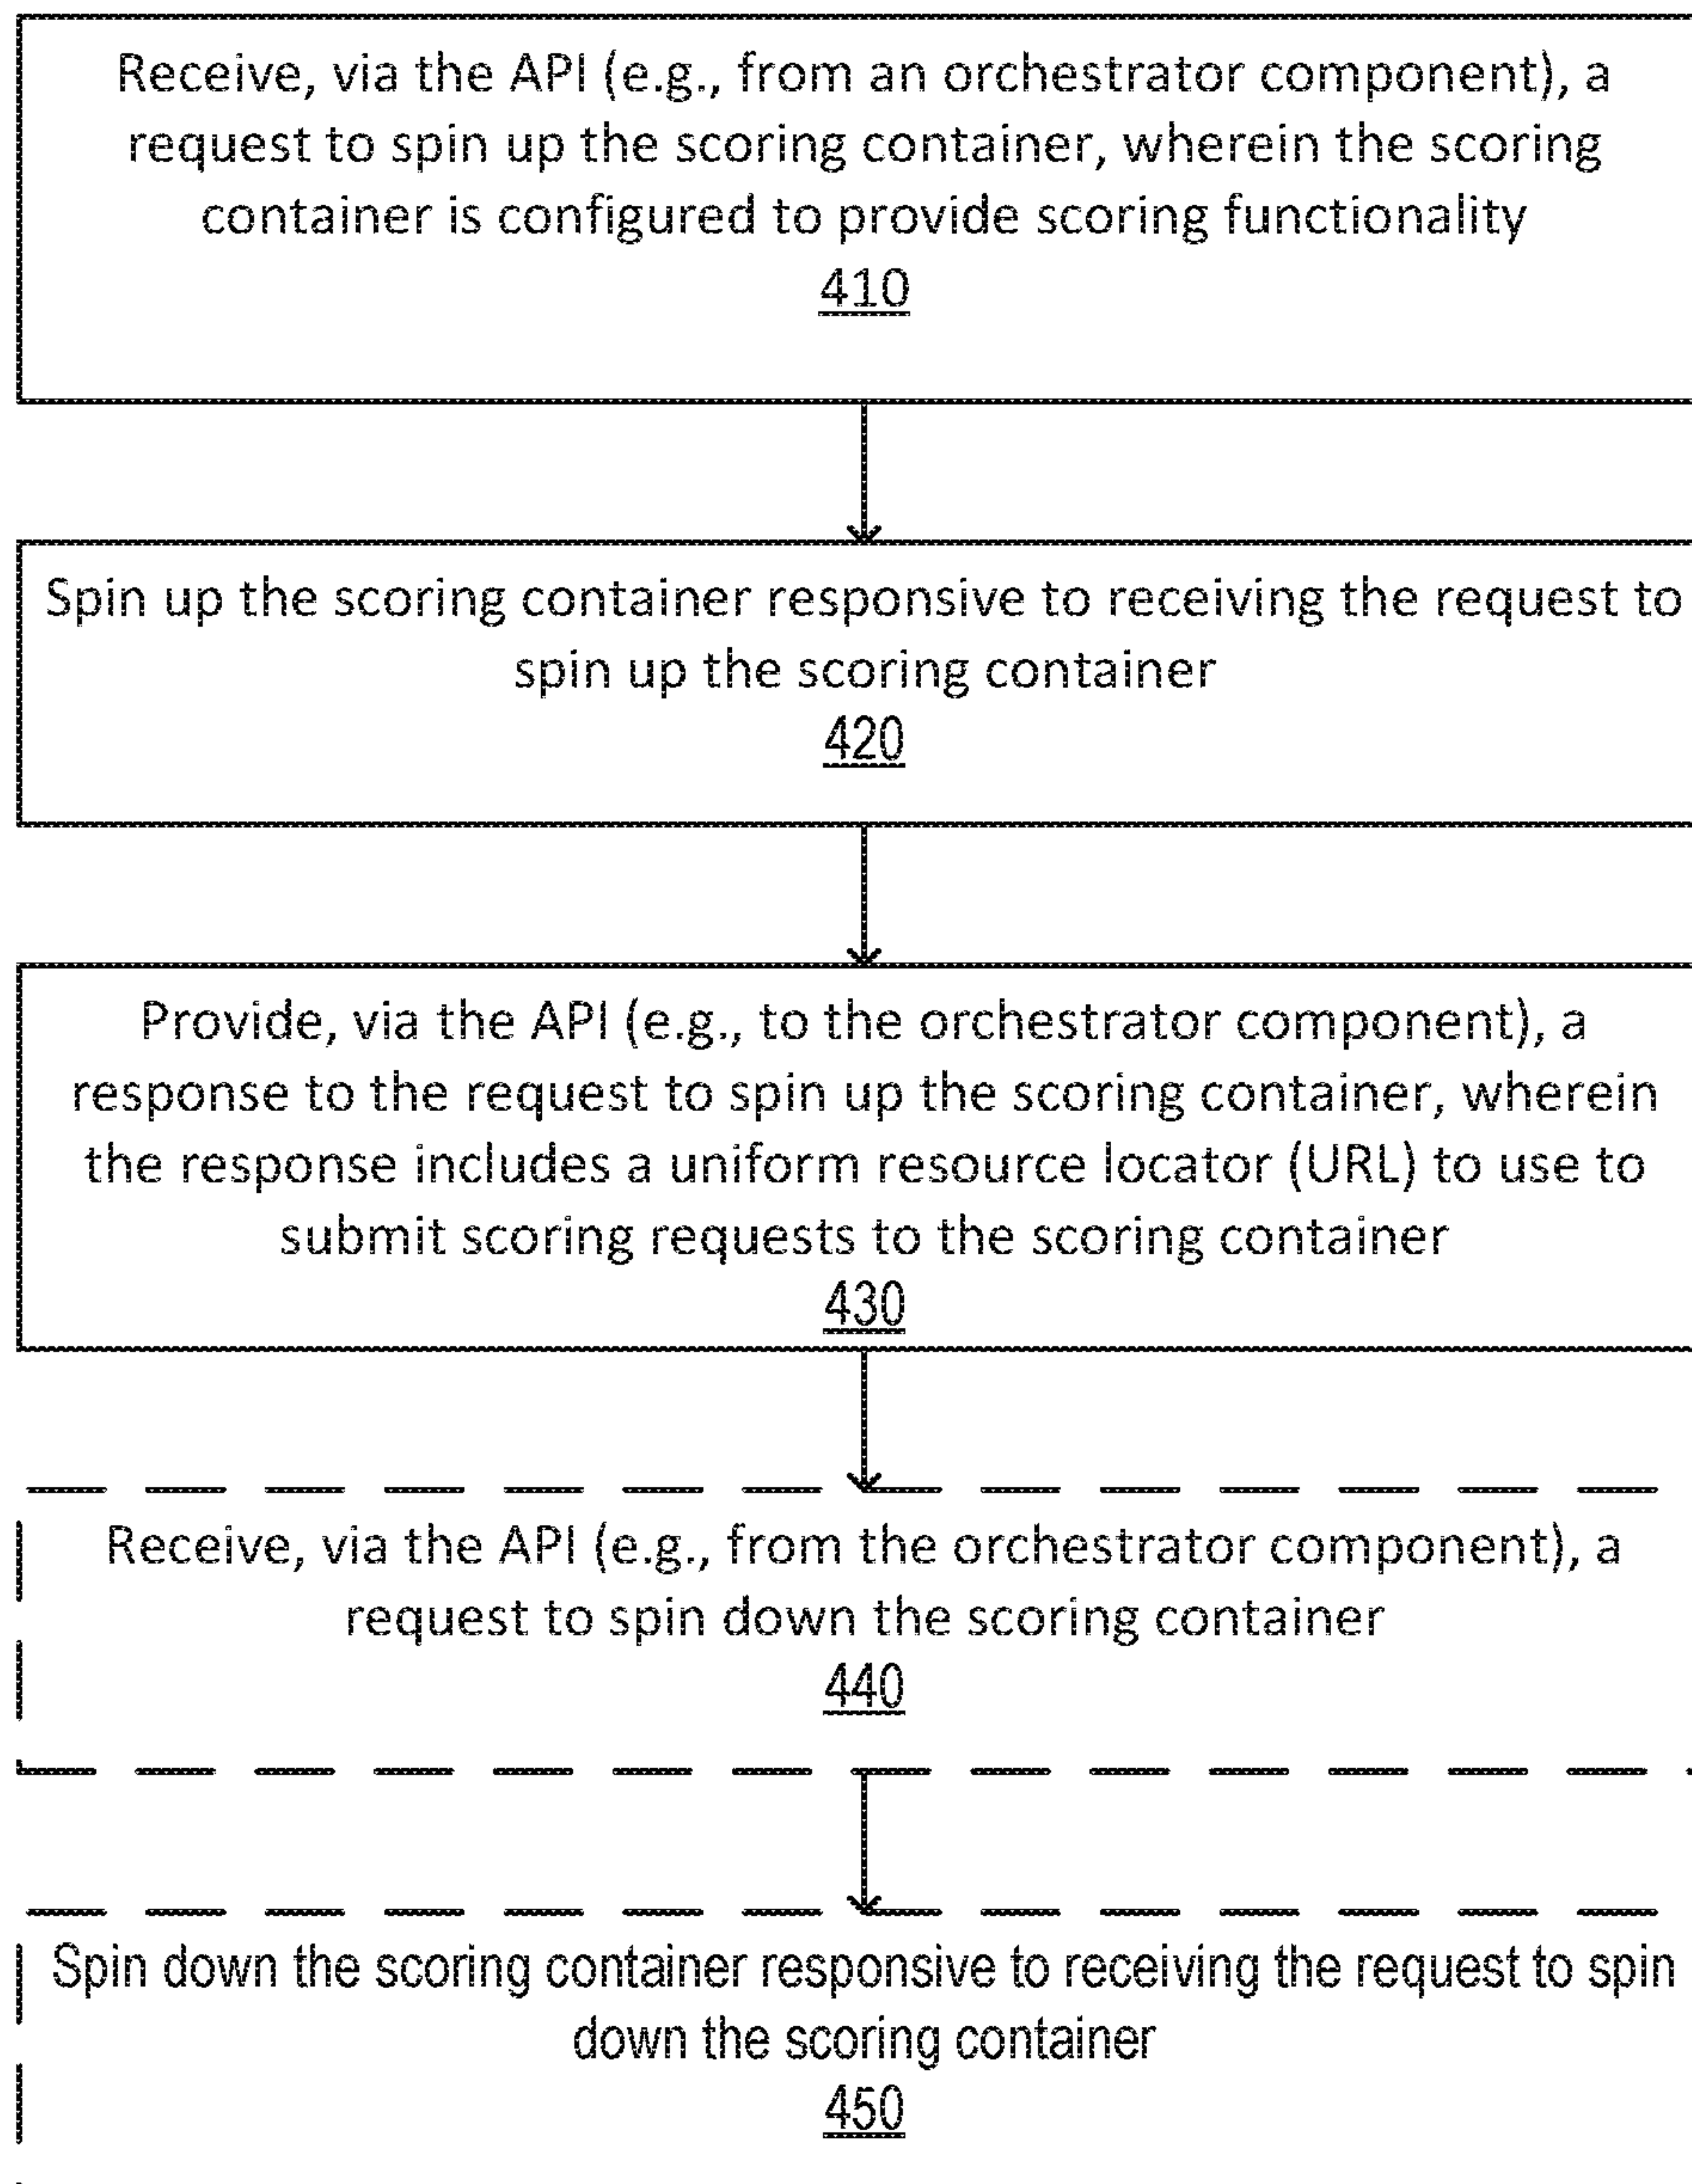 Receive, via the API (e.g., from an orchestrator component), a
request to spin up the scoring container, wherein the scoring
container is configured to provide scoring functionality
410
Spin up the scoring container responsive to receiving the request to
spin up the scoring container
420
Provide, via the API (e.g., to the orchestrator component), a
response to the request to spin up the scoring container, wherein
the response includes a uniform resource locator (URL) to use to
submit scoring requests to the scoring container
430
Receive, via the API (e.g., from the orchestrator component), a
request to spin down the scoring container
440
Spin down the scoring container responsive to receiving the request to spin
down the scoring container
450